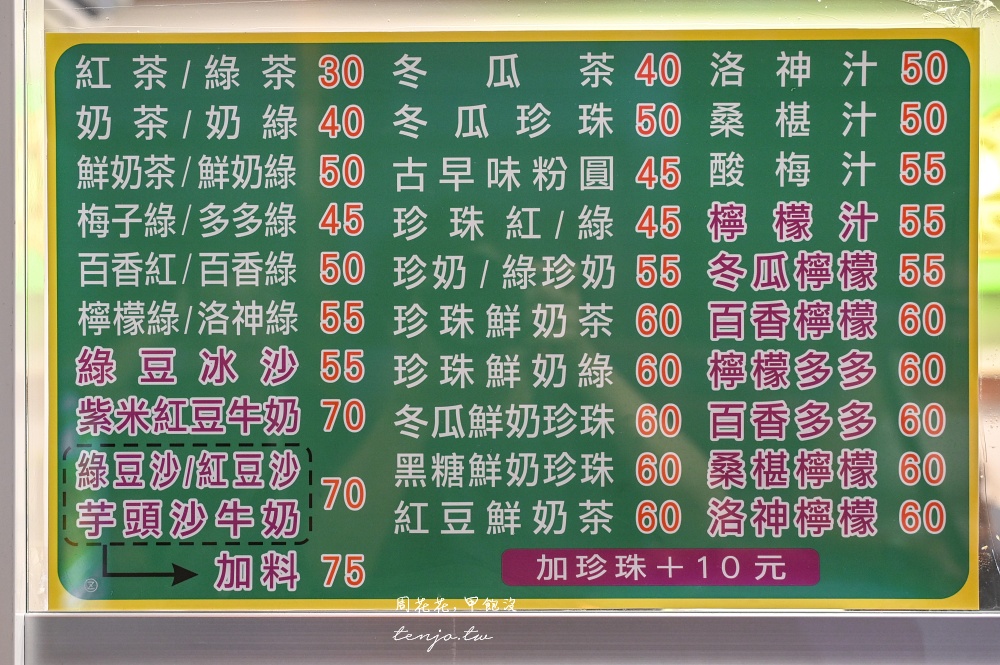 紅茶/綠茶 30
奶茶/奶綠 40
鮮奶茶/鮮奶綠 50
梅子綠/多多綠 45
百香紅/百香綠 50
檸檬綠/洛神綠 55
綠豆冰沙 55
紫米紅豆牛奶 70
綠豆沙/紅豆沙
芋頭沙牛奶 70
加料 75
冬瓜茶 40
冬瓜珍珠 50
古早味粉圓 45
珍珠紅/綠 45
珍奶/綠珍奶 55
珍珠鮮奶茶 60
珍珠鮮奶綠 60
冬瓜鮮奶珍珠 60
黑糖鮮奶珍珠 60
紅豆鮮奶茶 60
洛神汁 50
桑椹汁 50
酸梅汁 55
檸檬汁 55
冬瓜檸檬 55
百香檸檬 60
檸檬多多 60
百香多多 60
桑椹檸檬 60
洛神檸檬 60
加珍珠+10元
周花花,甲飽沒
tenjo.tw